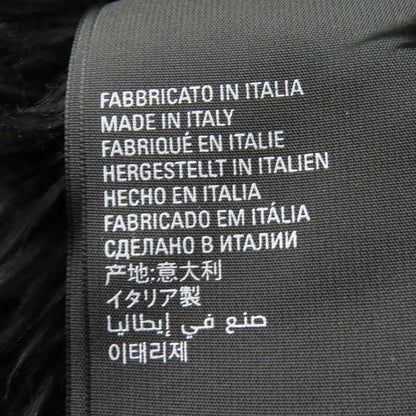 FABBRICATO IN ITALIA
MADE IN ITALY
FABRIQUÉ EN ITALIE
HERGESTELLT IN ITALIEN
HECHO EN ITALIA
FABRICADO EM ITÁLIA
СДЕЛАНО В ИТАЛИИ
产地:意大利
イタリア製
صنع في إيطاليا
이태리제